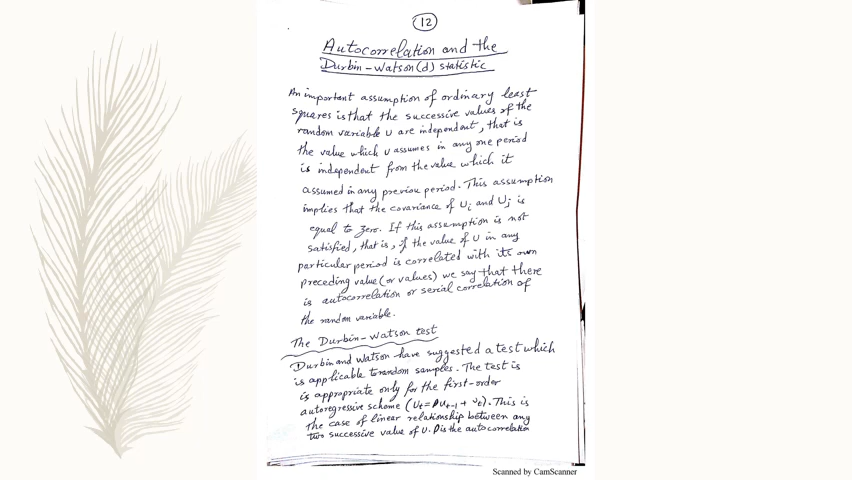 12
Autocorrelation and the
Durbin-Watson(d) statistic
An important assumption of ordinary least
squares is that the successive values of the
random variable U are independent, that is
the value which U assumes in any one period
is independent from the value which it
assumed in any previou period. This assumption
implies that the covariance of Ui and Uj is
equal to zero. If this assumption is not
satisfied, that is, if the value of U in any
particular period is correlated with its own
preceding value (or values) we say that there
is autocorrelation or serial correlation of
the random variable.
The Durbin-Watson test
Durbin and Watson have suggested a test which
is applicable to random samples. The test is
is appropriate only for the first-order
autoregressive scheme (Ut = ρUt-1 + vt). This is
the case of linear relationship between any
two successive value of U. ρ is the autocorrelation
Scanned by CamScanner